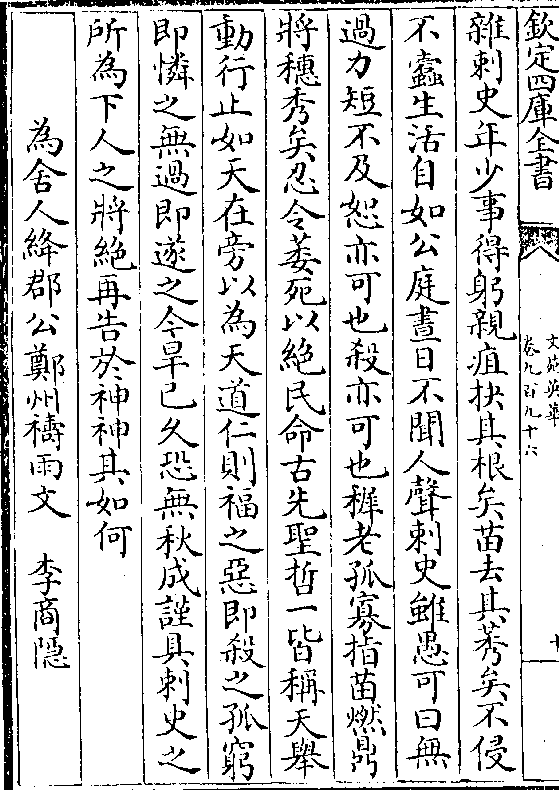 欽定四庫全書
文苑英華
卷九百九十六
十
雜刺史年少事得躬親疽抉其根矣苗去其莠矣不侵
不蠧生活自如公庭晝日不聞人聲刺史雖愚可曰無
過力短不及恕亦可也殺亦可也稚老孤寡指苗燃鼎
將穗秀矣忍令萎死以絶民命古先聖哲一皆稱天舉
動行止如天在旁以為天道仁則福之惡即殺之孤窮
即憐之無過即遂之今旱已久恐無秋成謹具刺史之
所為下人之將絶再告於神神其如何
為舍人絳郡公鄭州禱雨文 李商隠